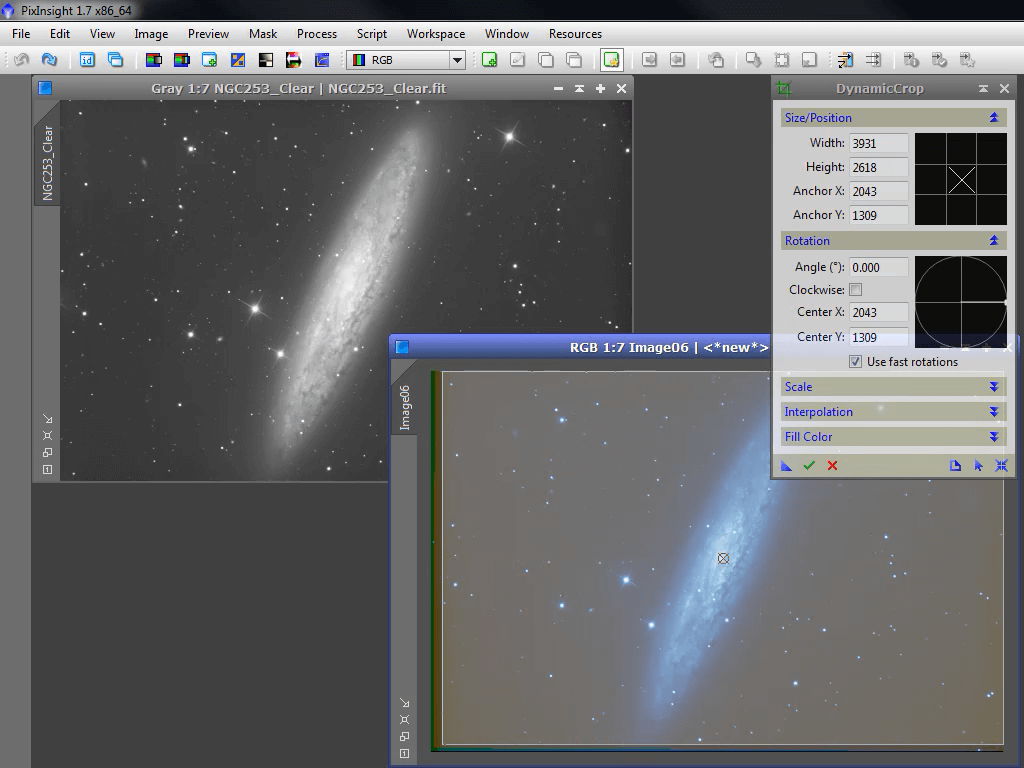 PixInsight 1.7 x86_64
File Edit View Image Preview Mask Process Script Workspace Window Resources
id RGB
Gray 1:7 NGC253_Clear | NGC253_Clear.fit
NGC253_Clear
DynamicCrop
Size/Position
Width: 3931
Height: 2618
Anchor X: 2043
Anchor Y: 1309
Rotation
Angle (°): 0.000
Clockwise:
Center X: 2043
Center Y: 1309
Use fast rotations
Scale
Interpolation
Fill Color
RGB 1:7 Image06 | <*new*>
Image06